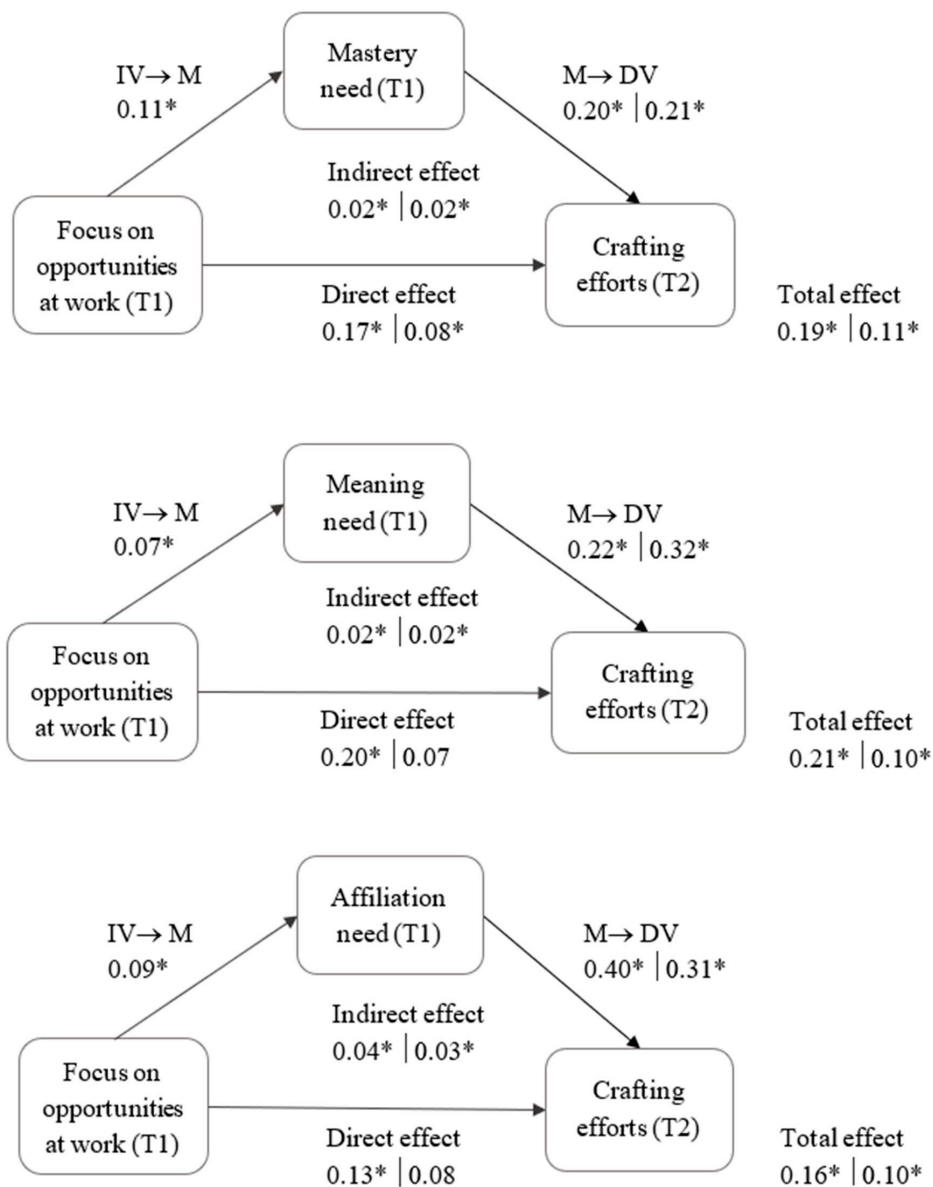 Mastery
need (T1)
IV→ M
0.11*
M→ DV
0.20* | 0.21*
Indirect effect
0.02* | 0.02*
Focus on
opportunities
at work (T1)
Crafting
efforts (T2)
Direct effect
0.17* | 0.08*
Total effect
0.19* | 0.11*
Meaning
need (T1)
IV→ M
0.07*
M→ DV
0.22* | 0.32*
Indirect effect
0.02* | 0.02*
Focus on
opportunities
at work (T1)
Crafting
efforts (T2)
Direct effect
0.20* | 0.07
Total effect
0.21* | 0.10*
Affiliation
need (T1)
IV→ M
0.09*
M→ DV
0.40* | 0.31*
Indirect effect
0.04* | 0.03*
Focus on
opportunities
at work (T1)
Crafting
efforts (T2)
Direct effect
0.13* | 0.08
Total effect
0.16* | 0.10*